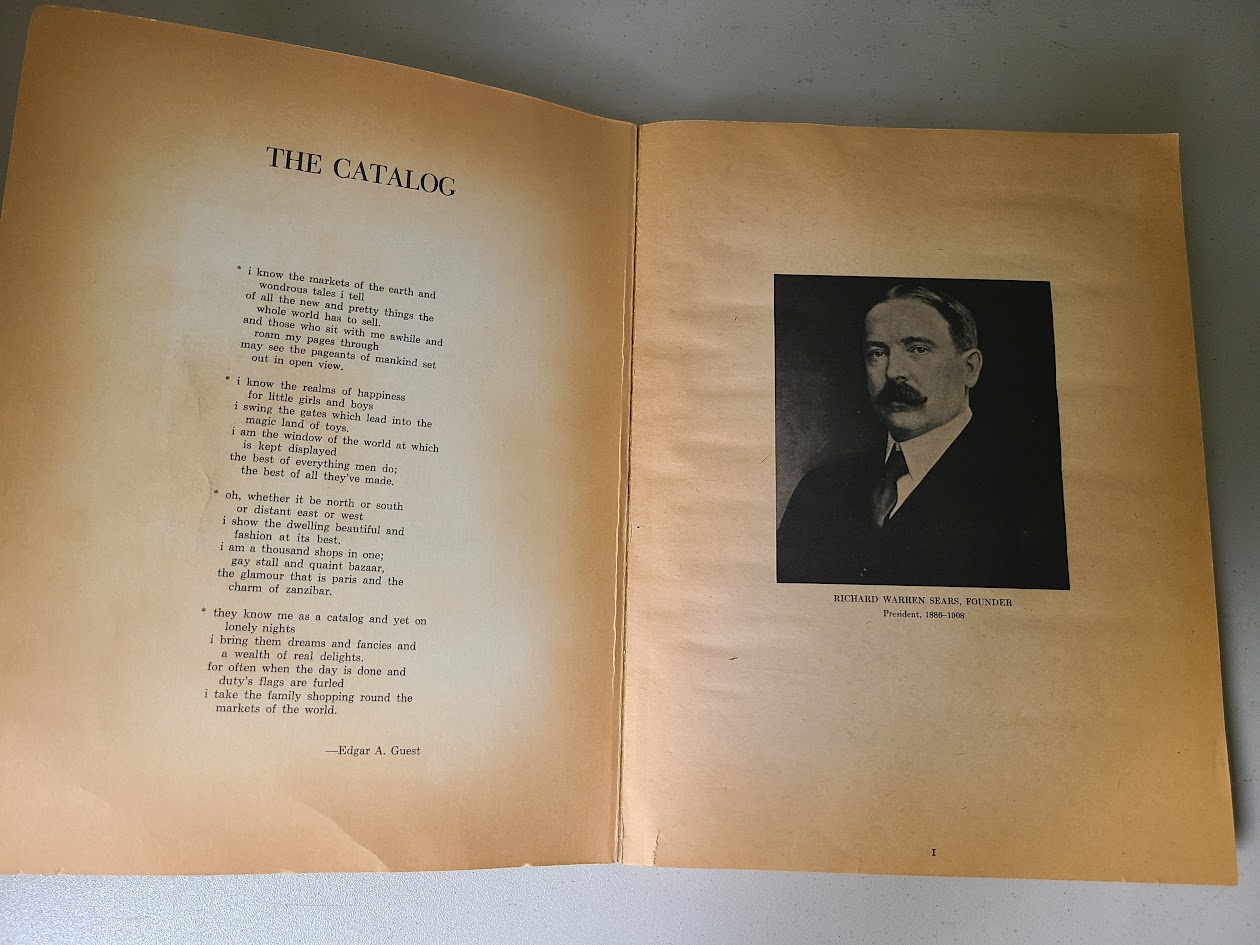 THE CATALOG
* i know the markets of the earth and
wondrous tales i tell
of all the new and pretty things the
whole world has to sell.
and those who sit with me awhile and
roam my pages through
may see the pageants of mankind set
out in open view.
* i know the realms of happiness
for little girls and boys
i swing the gates which lead into the
magic land of toys.
i am the window of the world at which
is kept displayed
the best of everything men do;
the best of all they've made.
* oh, whether it be north or south
or distant east or west
i show the dwelling beautiful and
fashion at its best.
i am a thousand shops in one;
gay stall and quaint bazaar,
the glamour that is paris and the
charm of zanzibar.
* they know me as a catalog and yet on
lonely nights
i bring them dreams and fancies and
a wealth of real delights.
for often when the day is done and
duty's flags are furled
i take the family shopping round the
markets of the world.
—Edgar A. Guest
RICHARD WARREN SEARS, FOUNDER
President, 1886–1908
I